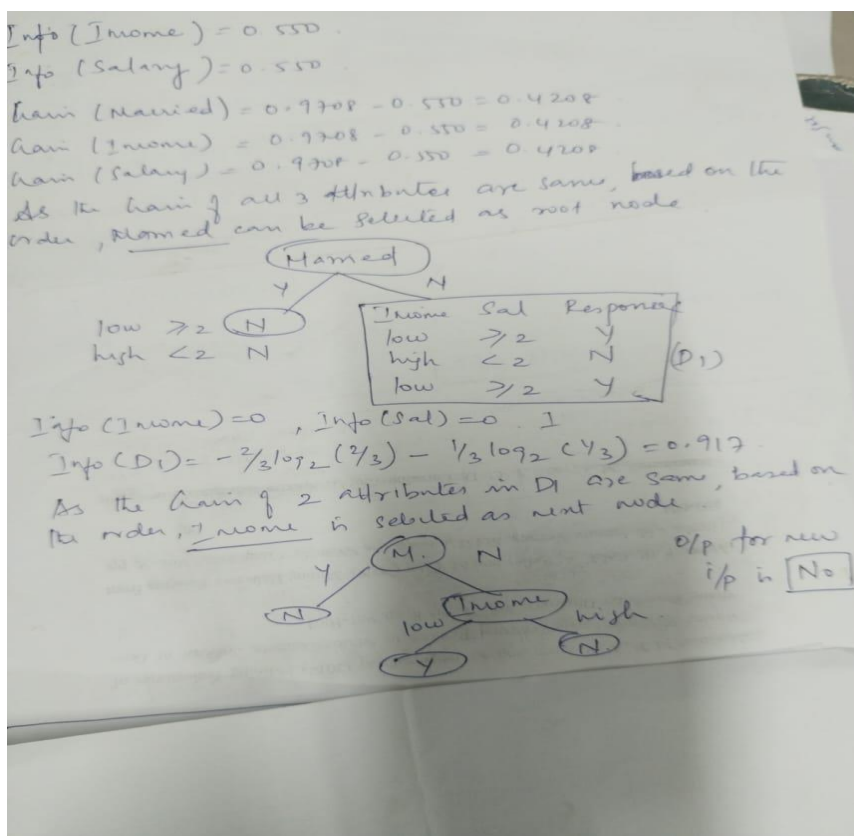 Info (Income) = 0.550.
Info (Salary) = 0.550
Gain (Married) = 0.9708 - 0.550 = 0.4208
Gain (Income) = 0.9708 - 0.550 = 0.4208
Gain (Salary) = 0.9708 - 0.550 = 0.4208
As the Gain of all 3 attributes are same, based on the
order, Married can be selected as root node
Married
Y N
low ≥2 N
high <2 N
Income Sal Response
low ≥2 Y
high <2 N (D1)
low ≥2 Y
Info (Income) = 0 , Info (Sal) = 0 . I
Info (D1) = - 2/3 log2 (2/3) - 1/3 log2 (1/3) = 0.917
As the Gain of 2 attributes in D1 are same, based on
the order, Income is selected as next node
M.
Y N
N Income
low high
Y N
o/p for new
i/p is No